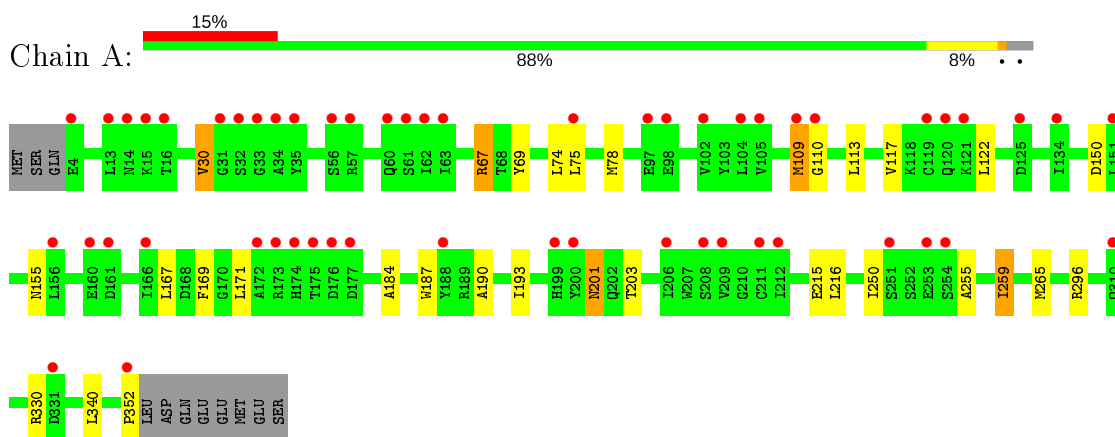 15%
Chain A:
88% 8%
MET SER GLN E4 L13 N14 K15 T16 V30 G31 S32 G33 A34 Y35 S56 R57 Q60 S61 I62 I63 R67 T68 Y69 L74 L75 M78 E97 E98 V102 Y103 L104 V105 M109 G110 L113 V117 K118 C119 Q120 K121 L122 D125 I134 D150 L151
N155 L156 E160 D161 I166 L167 D168 F169 G170 L171 A172 R173 H174 T175 D176 D177 A184 W187 Y188 R189 A190 I193 H199 Y200 N201 Q202 T203 I206 W207 S208 V209 G210 C211 I212 E215 L216 I250 S251 S252 E253 S254 A255 I259 M265 R296
R330 D331 L340 P352 LEU ASP GLN GLU GLU MET GLU SER